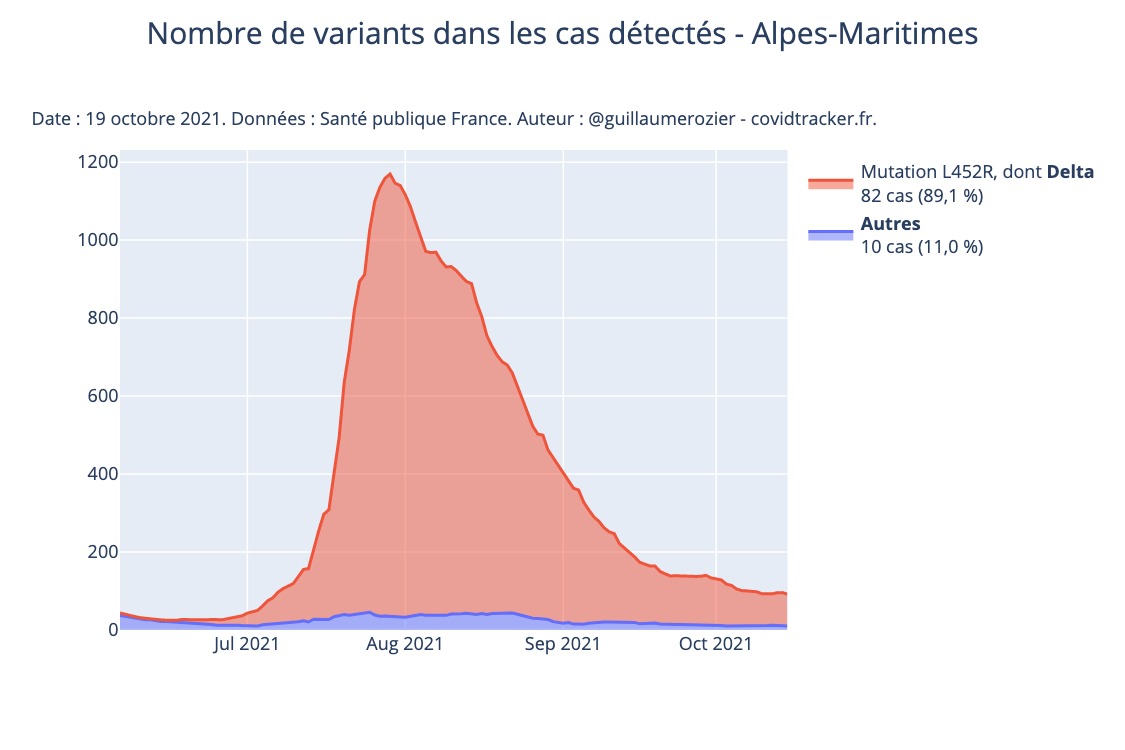 Nombre de variants dans les cas détectés - Alpes-Maritimes
Date : 19 octobre 2021. Données : Santé publique France. Auteur : @guillaumerozier - covidtracker.fr.
1200
1000
800
600
400
200
0
Jul 2021
Aug 2021
Sep 2021
Oct 2021
Mutation L452R, dont Delta
82 cas (89,1 %)
Autres
10 cas (11,0 %)